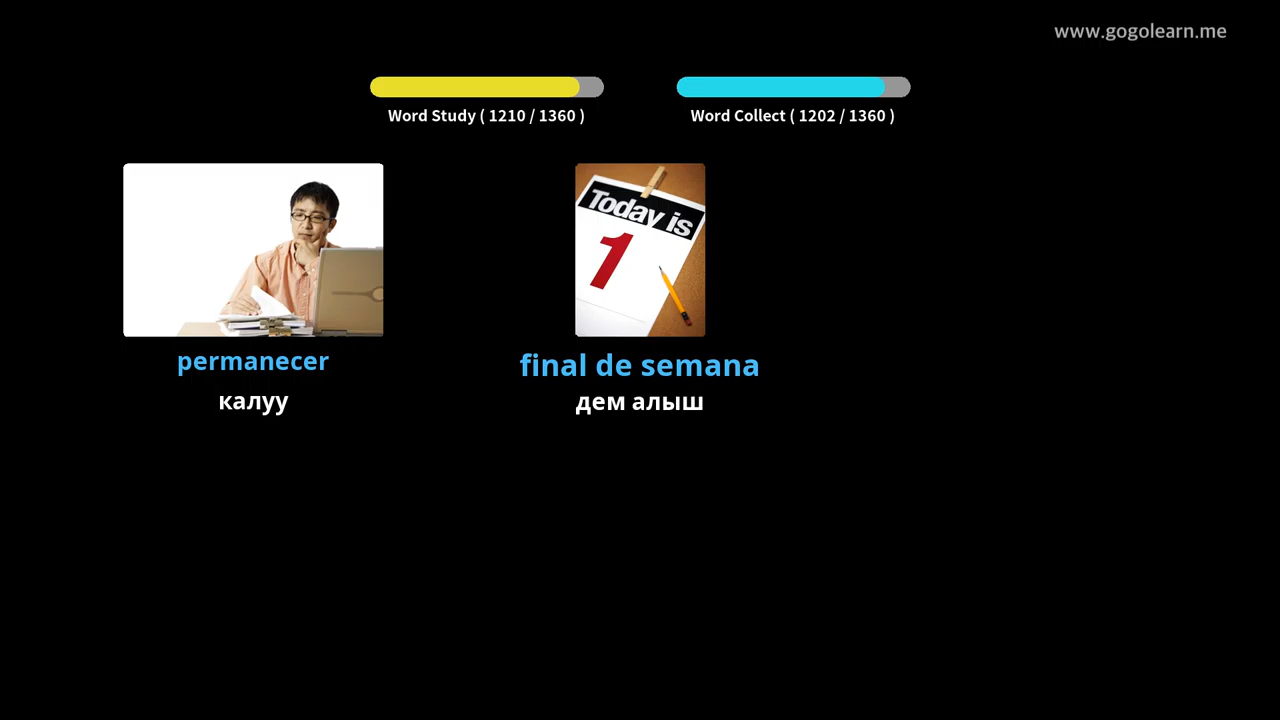 www.gogolearn.me
Word Study ( 1210 / 1360 )
Word Collect ( 1202 / 1360 )
Today is
1
permanecer
калуу
final de semana
дем алыш